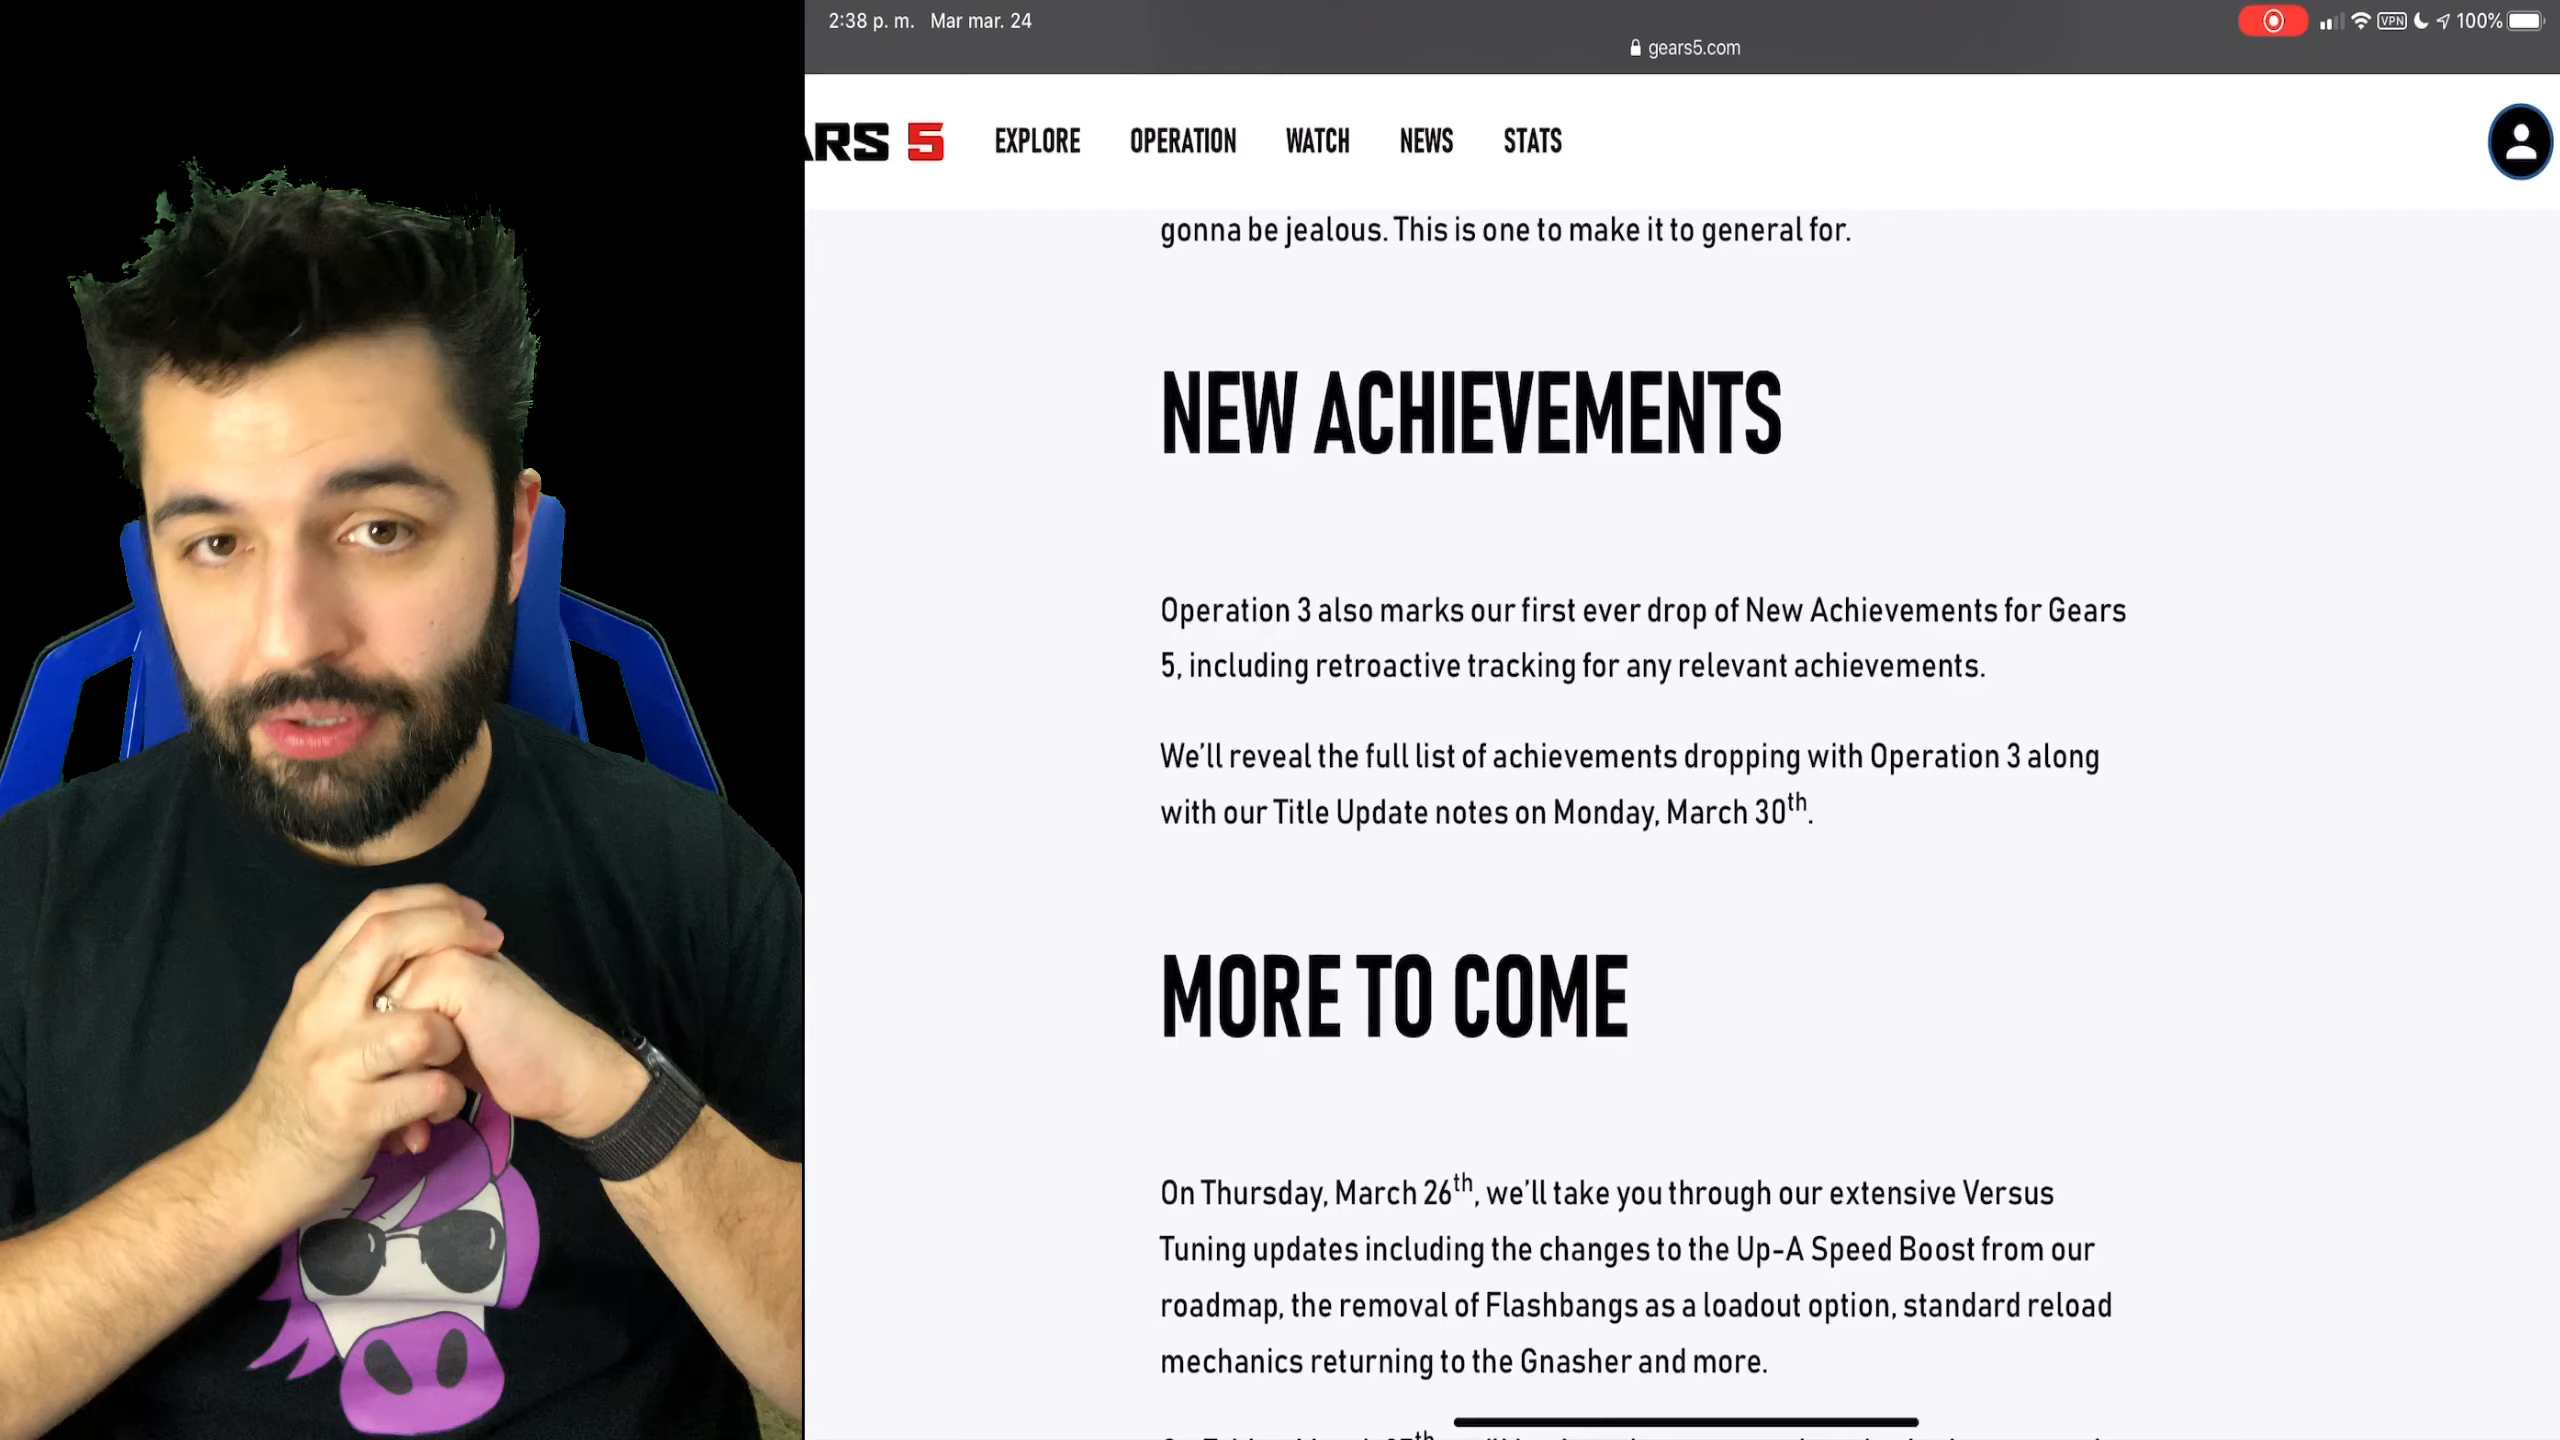 2:38 p. m. Mar mar. 24
VPN 100%
gears5.com
ARS 5
EXPLORE OPERATION WATCH NEWS STATS
gonna be jealous. This is one to make it to general for.
NEW ACHIEVEMENTS
Operation 3 also marks our first ever drop of New Achievements for Gears
5, including retroactive tracking for any relevant achievements.
We’ll reveal the full list of achievements dropping with Operation 3 along
with our Title Update notes on Monday, March 30th.
MORE TO COME
On Thursday, March 26th, we’ll take you through our extensive Versus
Tuning updates including the changes to the Up-A Speed Boost from our
roadmap, the removal of Flashbangs as a loadout option, standard reload
mechanics returning to the Gnasher and more.